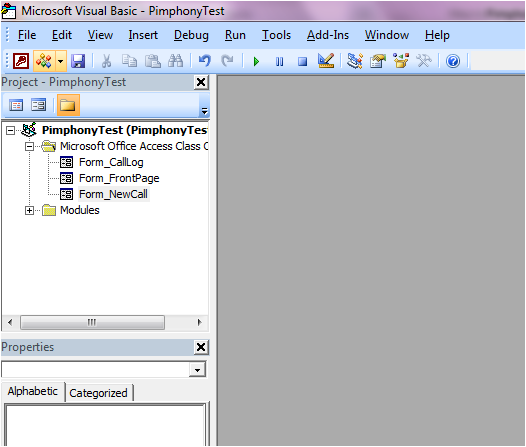 Microsoft Visual Basic - PimphonyTest
File Edit View Insert Debug Run Tools Add-Ins Window Help
Project - PimphonyTest
PimphonyTest (PimphonyTes
Microsoft Office Access Class O
Form_CallLog
Form_FrontPage
Form_NewCall
Modules
Properties
Alphabetic Categorized